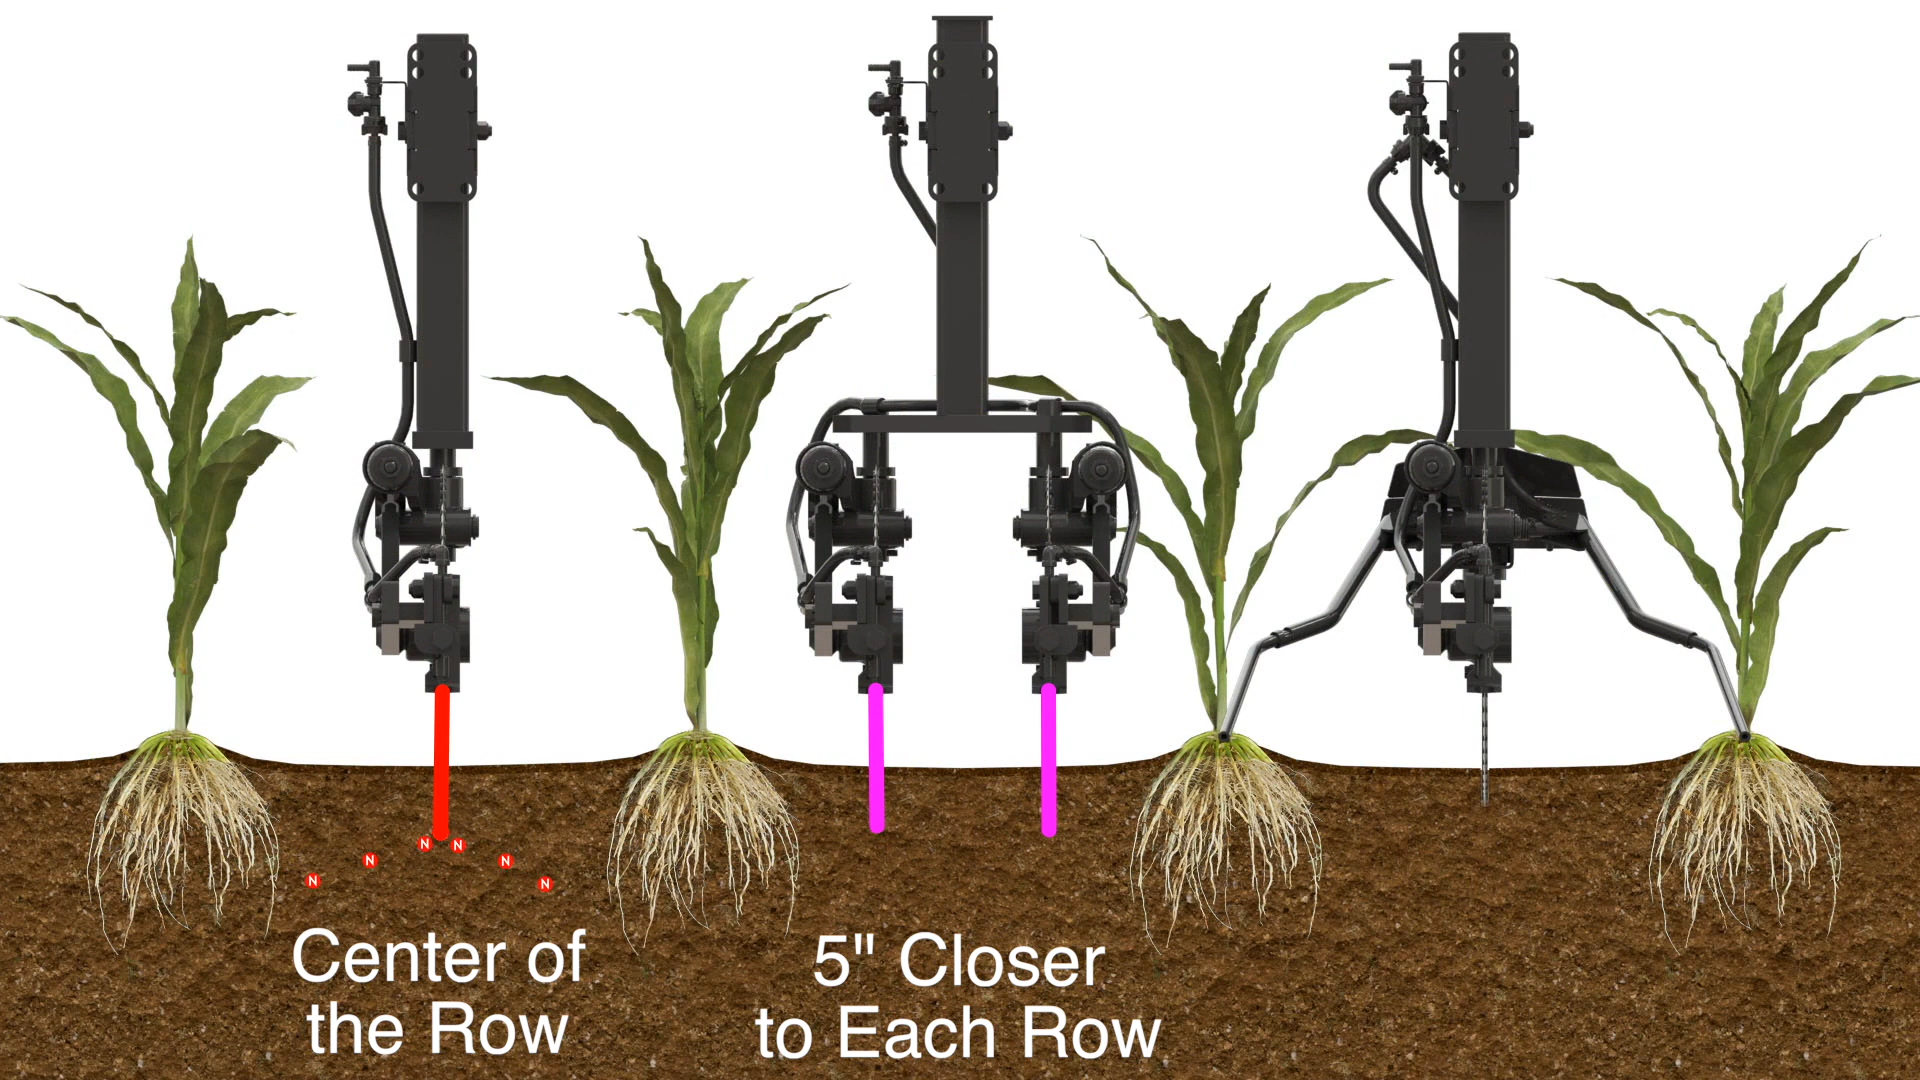 N N N N N N
Center of
the Row
5" Closer
to Each Row